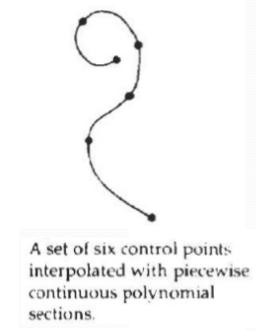 A set of six control points
interpolated with piecewise
continuous polynomial
sections.